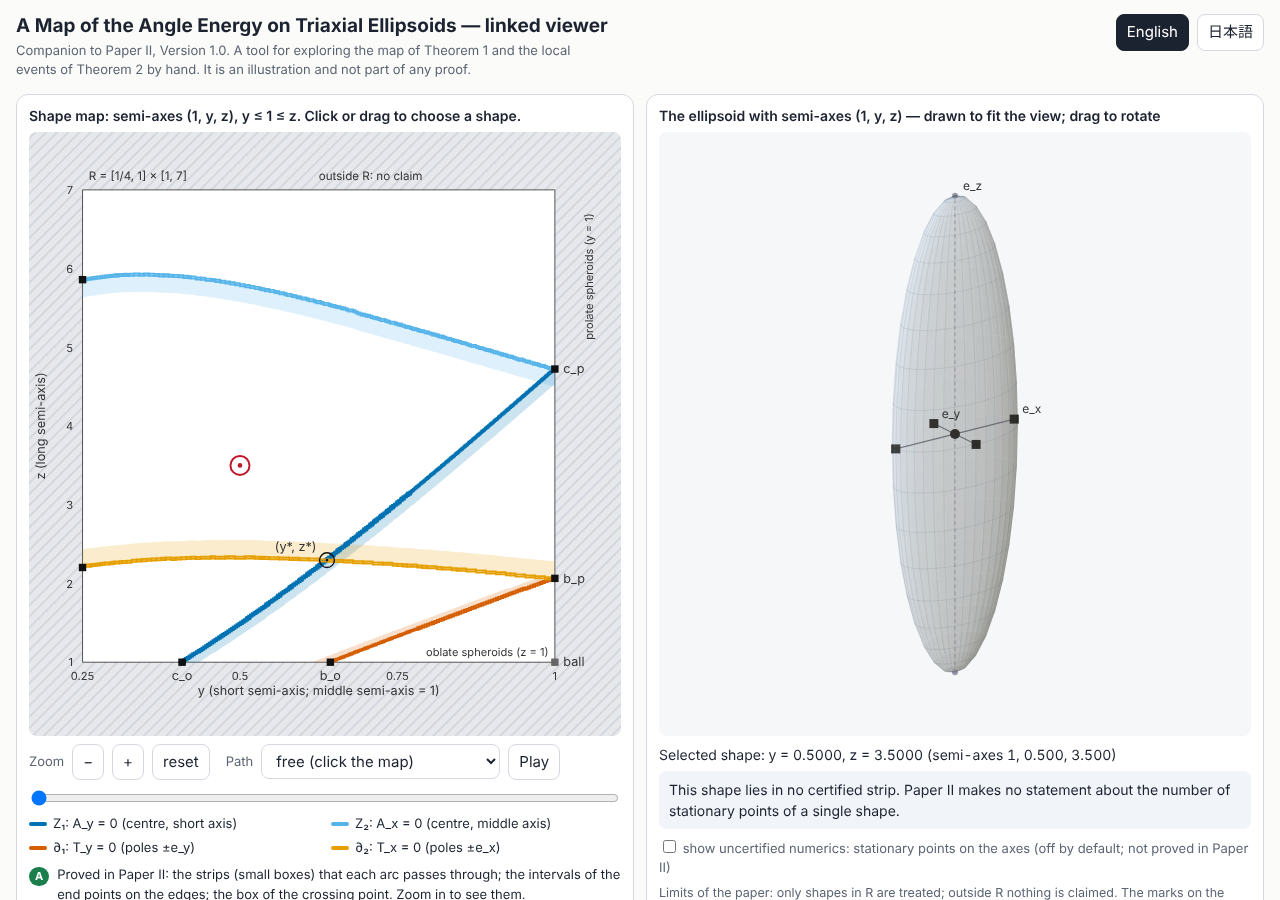 A Map of the Angle Energy on Triaxial Ellipsoids — linked viewer
Companion to Paper II, Version 1.0. A tool for exploring the map of Theorem 1 and the local
events of Theorem 2 by hand. It is an illustration and not part of any proof.
English
日本語
Shape map: semi-axes (1, y, z), y ≤ 1 ≤ z. Click or drag to choose a shape.
R = [1/4, 1] × [1, 7]
outside R: no claim
7
6
5
4
3
2
1
z (long semi-axis)
prolate spheroids (y = 1)
c_p
(y*, z*)
b_p
oblate spheroids (z = 1)
ball
0.25
c_o
0.5
b_o
0.75
1
y (short semi-axis; middle semi-axis = 1)
Zoom
−
+
reset
Path
free (click the map)
Play
Z₁: A_y = 0 (centre, short axis)
Z₂: A_x = 0 (centre, middle axis)
∂₁: T_y = 0 (poles ±e_y)
∂₂: T_x = 0 (poles ±e_x)
A
Proved in Paper II: the strips (small boxes) that each arc passes through; the intervals of the
end points on the edges; the box of the crossing point. Zoom in to see them.
The ellipsoid with semi-axes (1, y, z) — drawn to fit the view; drag to rotate
e_z
e_y
e_x
Selected shape: y = 0.5000, z = 3.5000 (semi-axes 1, 0.500, 3.500)
This shape lies in no certified strip. Paper II makes no statement about the number of
stationary points of a single shape.
show uncertified numerics: stationary points on the axes (off by default; not proved in Paper
II)
Limits of the paper: only shapes in R are treated; outside R nothing is claimed. The marks on the